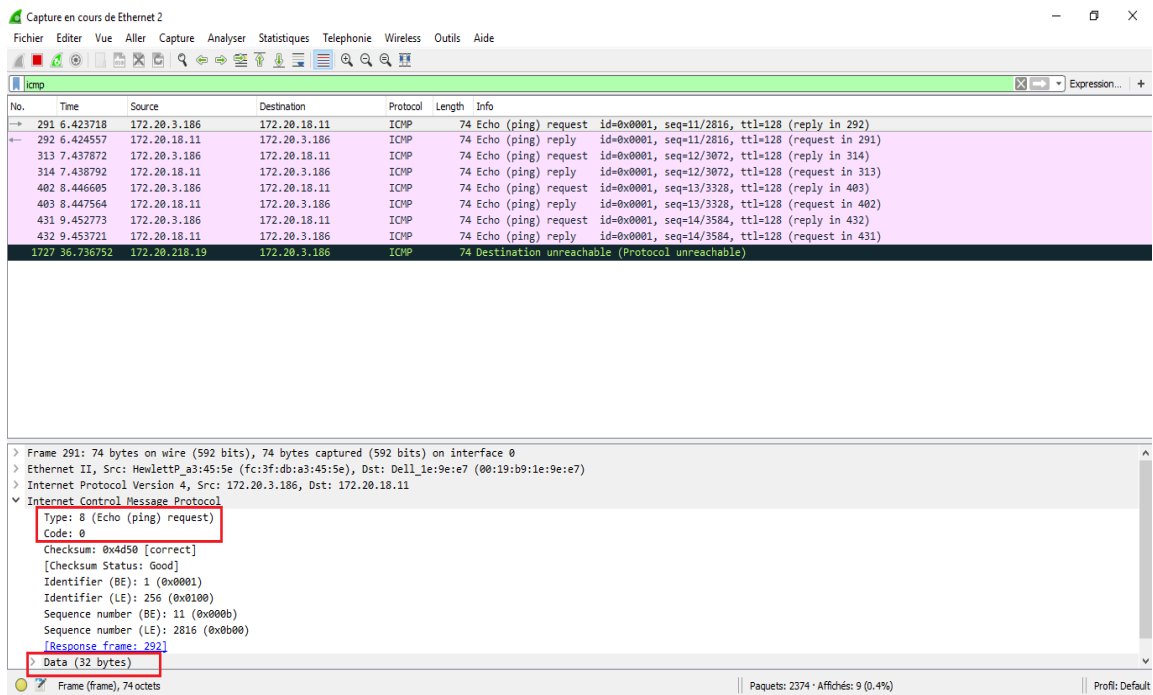 Capture en cours de Ethernet 2
Fichier Editer Vue Aller Capture Analyser Statistiques Telephonie Wireless Outils Aide
icmp Expression... +
No. Time Source Destination Protocol Length Info
291 6.423718 172.20.3.186 172.20.18.11 ICMP 74 Echo (ping) request id=0x0001, seq=11/2816, ttl=128 (reply in 292)
292 6.424557 172.20.18.11 172.20.3.186 ICMP 74 Echo (ping) reply id=0x0001, seq=11/2816, ttl=128 (request in 291)
313 7.437872 172.20.3.186 172.20.18.11 ICMP 74 Echo (ping) request id=0x0001, seq=12/3072, ttl=128 (reply in 314)
314 7.438792 172.20.18.11 172.20.3.186 ICMP 74 Echo (ping) reply id=0x0001, seq=12/3072, ttl=128 (request in 313)
402 8.446605 172.20.3.186 172.20.18.11 ICMP 74 Echo (ping) request id=0x0001, seq=13/3328, ttl=128 (reply in 403)
403 8.447564 172.20.18.11 172.20.3.186 ICMP 74 Echo (ping) reply id=0x0001, seq=13/3328, ttl=128 (request in 402)
431 9.452773 172.20.3.186 172.20.18.11 ICMP 74 Echo (ping) request id=0x0001, seq=14/3584, ttl=128 (reply in 432)
432 9.453721 172.20.18.11 172.20.3.186 ICMP 74 Echo (ping) reply id=0x0001, seq=14/3584, ttl=128 (request in 431)
1727 36.736752 172.20.218.19 172.20.3.186 ICMP 74 Destination unreachable (Protocol unreachable)
Frame 291: 74 bytes on wire (592 bits), 74 bytes captured (592 bits) on interface 0
Ethernet II, Src: HewlettP_a3:45:5e (fc:3f:db:a3:45:5e), Dst: Dell_1e:9e:e7 (00:19:b9:1e:9e:e7)
Internet Protocol Version 4, Src: 172.20.3.186, Dst: 172.20.18.11
Internet Control Message Protocol
Type: 8 (Echo (ping) request)
Code: 0
Checksum: 0x4d50 [correct]
[Checksum Status: Good]
Identifier (BE): 1 (0x0001)
Identifier (LE): 256 (0x0100)
Sequence number (BE): 11 (0x000b)
Sequence number (LE): 2816 (0x0b00)
[Response frame: 292]
Data (32 bytes)
Frame (frame), 74 octets Paquets: 2374 · Affichés: 9 (0.4%) Profil: Default